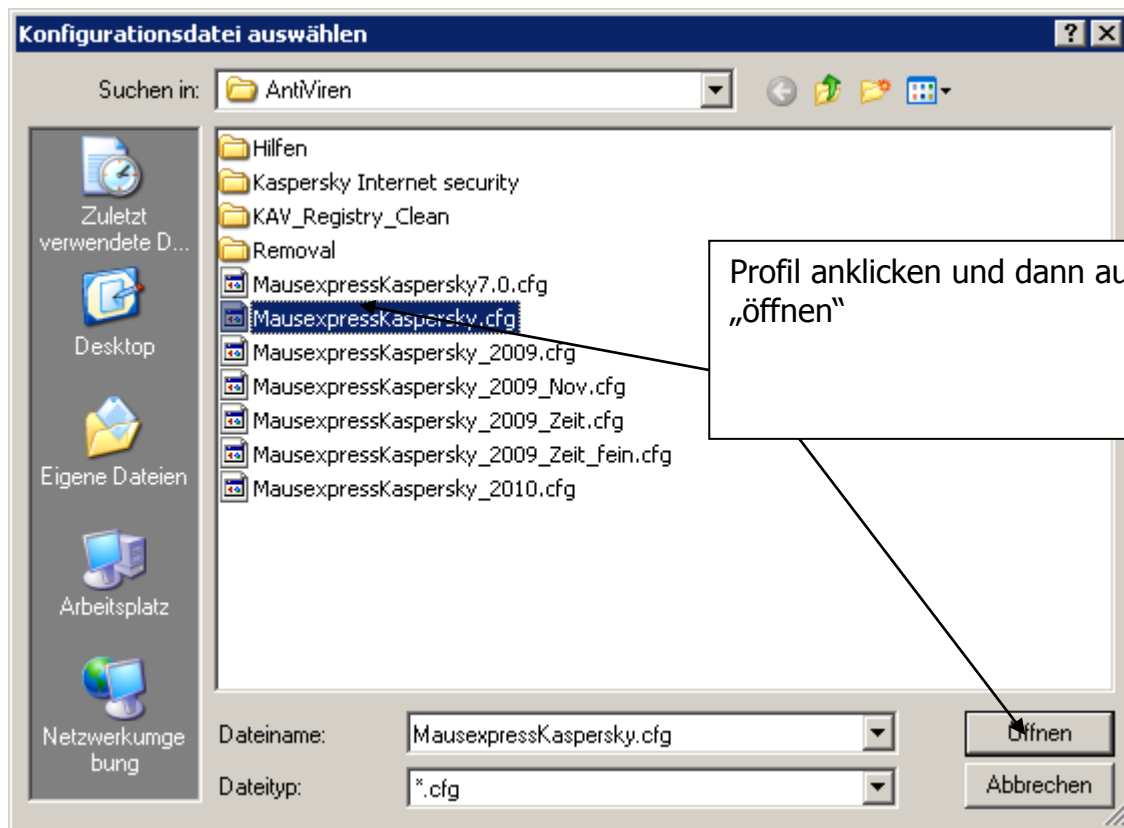 Konfigurationsdatei auswählen
Suchen in: AntiViren
Zuletzt
verwendete D...
Desktop
Eigene Dateien
Arbeitsplatz
Netzwerkumge
bung
Hilfen
Kaspersky Internet security
KAV_Registry_Clean
Removal
MausexpressKaspersky7.0.cfg
MausexpressKaspersky.cfg
MausexpressKaspersky_2009.cfg
MausexpressKaspersky_2009_Nov.cfg
MausexpressKaspersky_2009_Zeit.cfg
MausexpressKaspersky_2009_Zeit_fein.cfg
MausexpressKaspersky_2010.cfg
Profil anklicken und dann au
„öffnen“
Dateiname: MausexpressKaspersky.cfg Öffnen
Dateityp: *.cfg Abbrechen